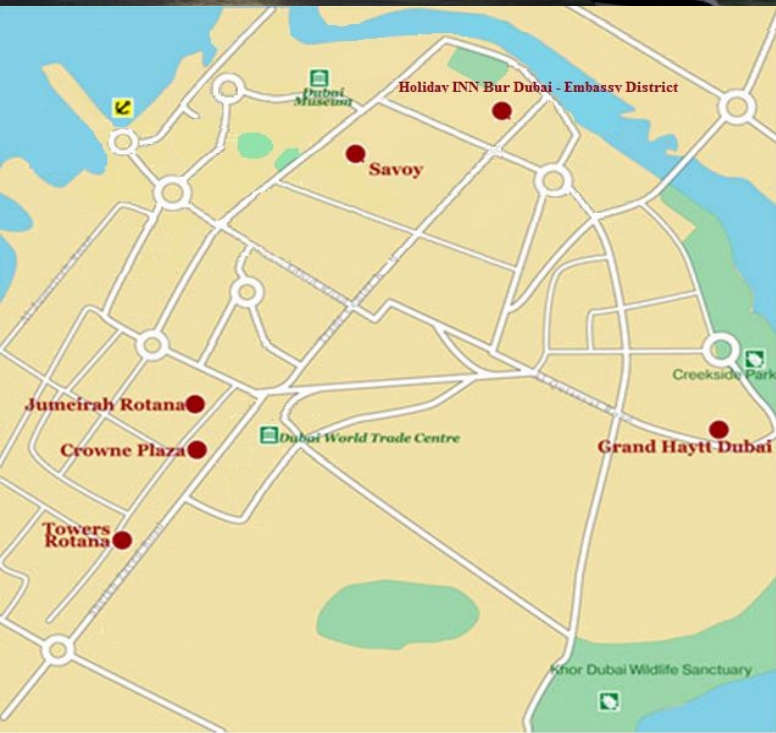 Dubai
Museum
Holiday INN Bur Dubai - Embassy District
Savoy
Creekside Park
Jumeirah Rotana
Crowne Plaza
Dubai World Trade Centre
Grand Haytt Dubai
Towers
Rotana
Khor Dubai Wildlife Sanctuary